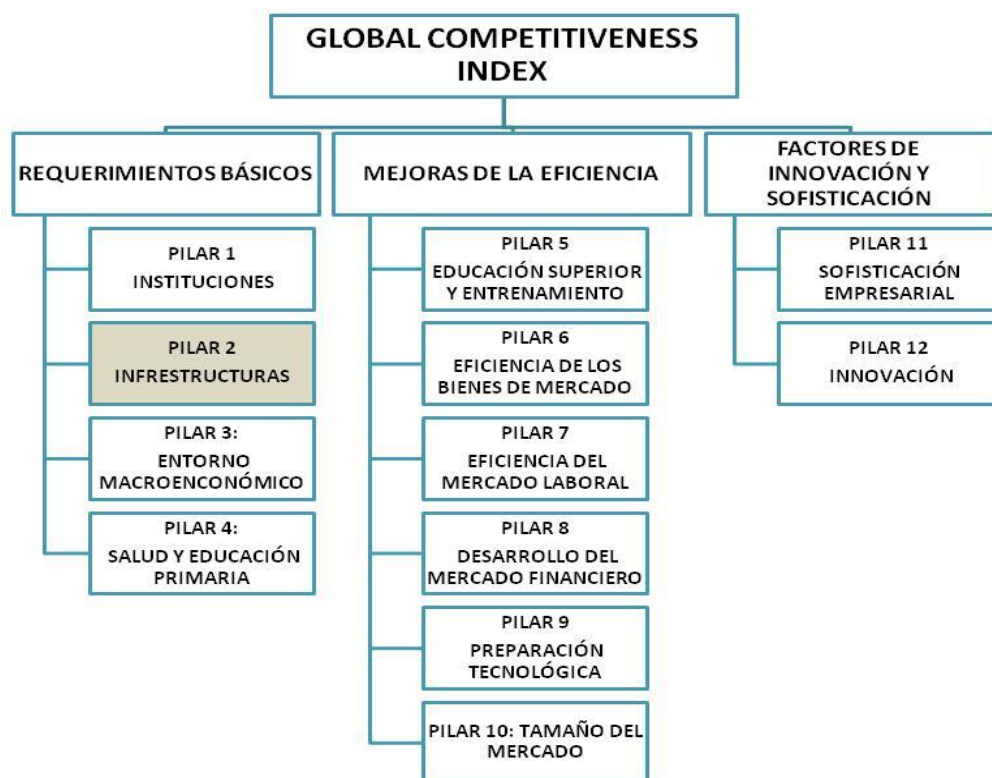 GLOBAL COMPETITIVENESS
INDEX
REQUERIMIENTOS BÁSICOS
PILAR 1
INSTITUCIONES
PILAR 2
INFRESTRUCTURAS
PILAR 3:
ENTORNO
MACROENCONÓMICO
PILAR 4:
SALUD Y EDUCACIÓN
PRIMARIA
MEJORAS DE LA EFICIENCIA
PILAR 5
EDUCACIÓN SUPERIOR
Y ENTRENAMIENTO
PILAR 6
EFICIENCIA DE LOS
BIENES DE MERCADO
PILAR 7
EFICIENCIA DEL
MERCADO LABORAL
PILAR 8
DESARROLLO DEL
MERCADO FINANCIERO
PILAR 9
PREPARACIÓN
TECNOLÓGICA
PILAR 10: TAMAÑO DEL
MERCADO
FACTORES DE
INNOVACIÓN Y
SOFISTICACIÓN
PILAR 11
SOFISTICACIÓN
EMPRESARIAL
PILAR 12
INNOVACIÓN